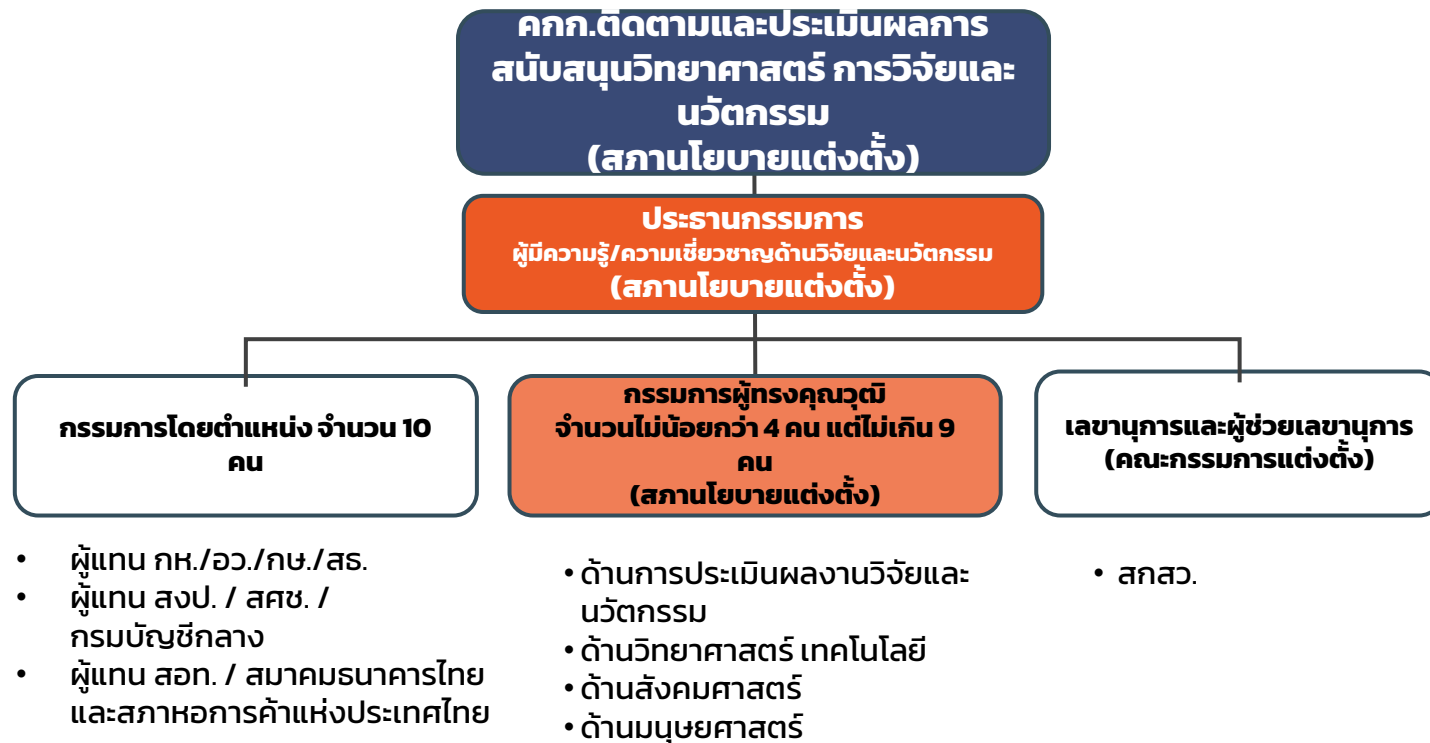 คกก.ติดตามและประเมินผลการ
สนับสนุนวิทยาศาสตร์ การวิจัยและ
นวัตกรรม
(สภานโยบายแต่งตั้ง)
ประธานกรรมการ
ผู้มีความรู้/ความเชี่ยวชาญด้านวิจัยและนวัตกรรม
(สภานโยบายแต่งตั้ง)
กรรมการโดยตำแหน่ง จำนวน 10
คน
กรรมการผู้ทรงคุณวุฒิ
จำนวนไม่น้อยกว่า 4 คน แต่ไม่เกิน 9
คน
(สภานโยบายแต่งตั้ง)
เลขานุการและผู้ช่วยเลขานุการ
(คณะกรรมการแต่งตั้ง)
• ผู้แทน กห./อว./กษ./สธ.
• ผู้แทน สงป. / สศช. /
กรมบัญชีกลาง
• ผู้แทน สอท. / สมาคมธนาคารไทย
และสภาหอการค้าแห่งประเทศไทย
• ด้านการประเมินผลงานวิจัยและ
นวัตกรรม
• ด้านวิทยาศาสตร์ เทคโนโลยี
• ด้านสังคมศาสตร์
• ด้านมนุษยศาสตร์
• สกสว.